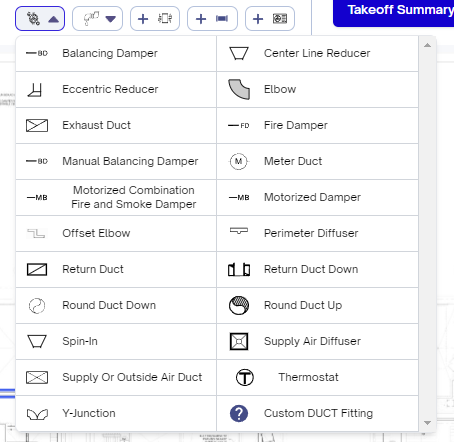 Takeoff Summary
BD Balancing Damper Center Line Reducer
Eccentric Reducer Elbow
Exhaust Duct FD Fire Damper
BD Manual Balancing Damper M Meter Duct
MB Motorized Combination
Fire and Smoke Damper MB Motorized Damper
Offset Elbow Perimeter Diffuser
Return Duct Return Duct Down
Round Duct Down Round Duct Up
Spin-In Supply Air Diffuser
Supply Or Outside Air Duct T Thermostat
Y-Junction ? Custom DUCT Fitting